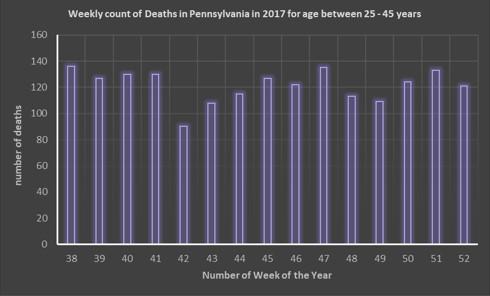 Weekly count of Deaths in Pennsylvania in 2017 for age between 25 - 45 years
160
140
120
100
80
60
40
20
0
number of deaths
38 39 40 41 42 43 44 45 46 47 48 49 50 51 52
Number of Week of the Year